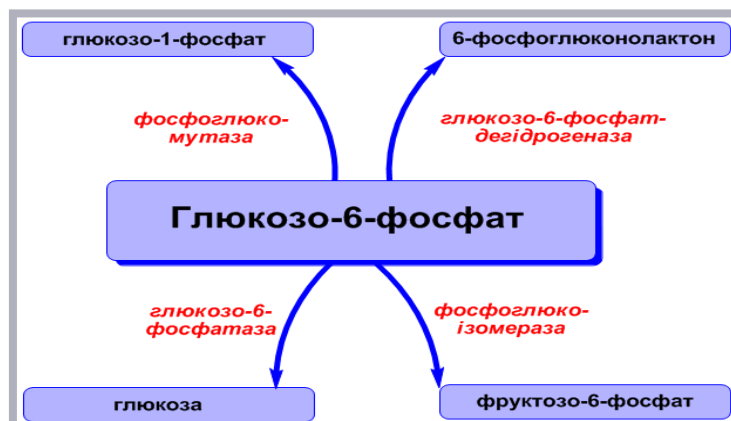 глюкозо-1-фосфат
6-фосфоглюконолактон
фосфоглюко-
мутаза
глюкозо-6-фосфат-
дегідрогеназа
Глюкозо-6-фосфат
глюкозо-6-
фосфатаза
фосфоглюко-
ізомераза
глюкоза
фруктозо-6-фосфат